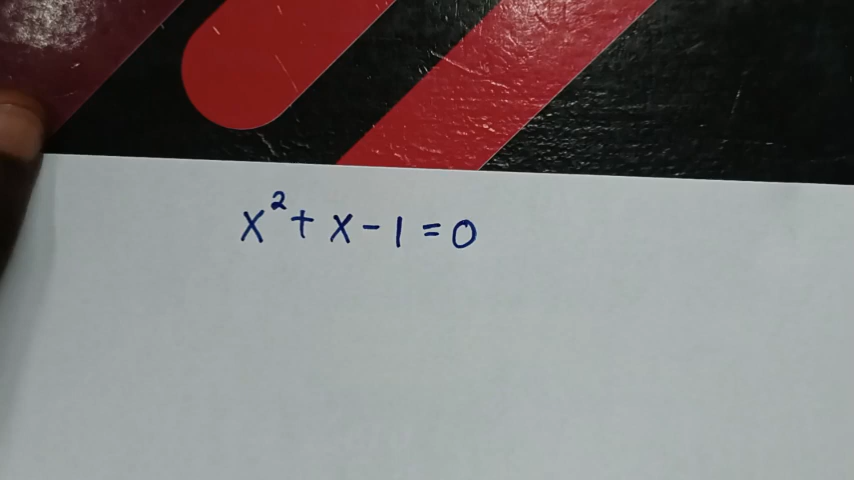 x² + x - 1 = 0